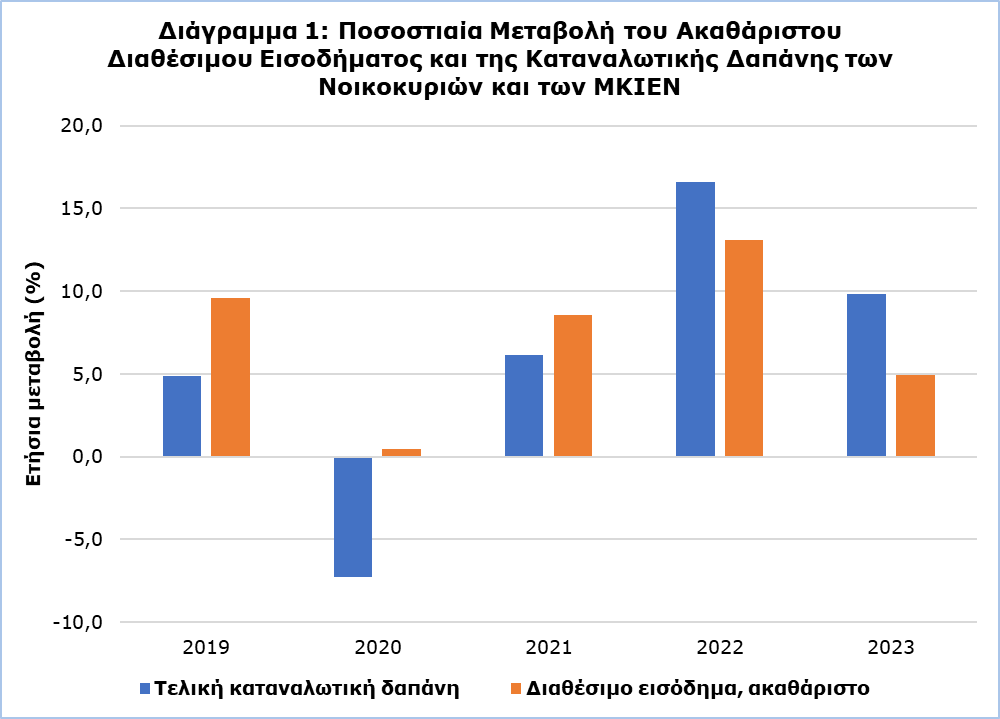 Διάγραμμα 1: Ποσοστιαία Μεταβολή του Ακαθάριστου
Διαθέσιμου Εισοδήματος και της Καταναλωτικής Δαπάνης των
Νοικοκυριών και των ΜΚΙΕΝ
Ετήσια μεταβολή (%)
20,0
15,0
10,0
5,0
0,0
-5,0
-10,0
2019 2020 2021 2022 2023
Τελική καταναλωτική δαπάνη Διαθέσιμο εισόδημα, ακαθάριστο